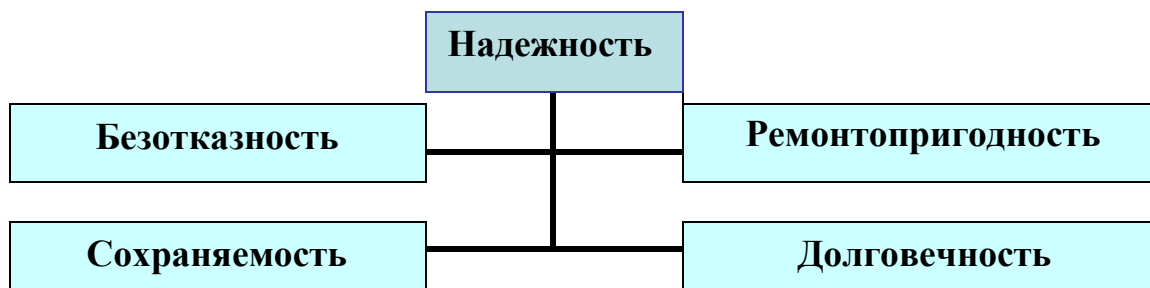 Надежность
Безотказность
Ремонтопригодность
Сохраняемость
Долговечность